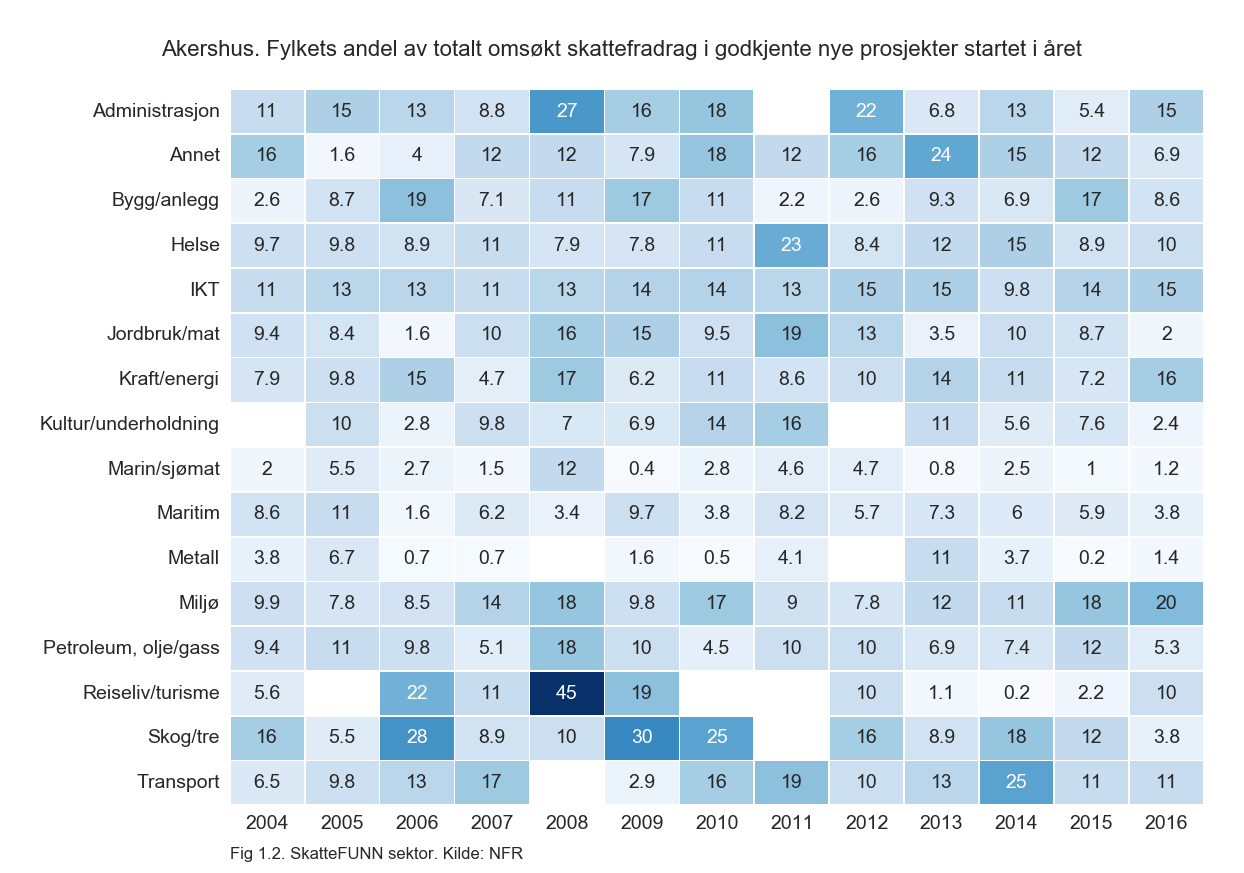 Akershus. Fylkets andel av totalt omsøkt skattefradrag i godkjente nye prosjekter startet i året
Administrasjon 11 15 13 8.8 27 16 18 22 6.8 13 5.4 15
Annet 16 1.6 4 12 12 7.9 18 12 16 24 15 12 6.9
Bygg/anlegg 2.6 8.7 19 7.1 11 17 11 2.2 2.6 9.3 6.9 17 8.6
Helse 9.7 9.8 8.9 11 7.9 7.8 11 23 8.4 12 15 8.9 10
IKT 11 13 13 11 13 14 14 13 15 15 9.8 14 15
Jordbruk/mat 9.4 8.4 1.6 10 16 15 9.5 19 13 3.5 10 8.7 2
Kraft/energi 7.9 9.8 15 4.7 17 6.2 11 8.6 10 14 11 7.2 16
Kultur/underholdning 10 2.8 9.8 7 6.9 14 16 11 5.6 7.6 2.4
Marin/sjømat 2 5.5 2.7 1.5 12 0.4 2.8 4.6 4.7 0.8 2.5 1 1.2
Maritim 8.6 11 1.6 6.2 3.4 9.7 3.8 8.2 5.7 7.3 6 5.9 3.8
Metall 3.8 6.7 0.7 0.7 1.6 0.5 4.1 11 3.7 0.2 1.4
Miljø 9.9 7.8 8.5 14 18 9.8 17 9 7.8 12 11 18 20
Petroleum, olje/gass 9.4 11 9.8 5.1 18 10 4.5 10 10 6.9 7.4 12 5.3
Reiseliv/turisme 5.6 22 11 45 19 10 1.1 0.2 2.2 10
Skog/tre 16 5.5 28 8.9 10 30 25 16 8.9 18 12 3.8
Transport 6.5 9.8 13 17 2.9 16 19 10 13 25 11 11
2004 2005 2006 2007 2008 2009 2010 2011 2012 2013 2014 2015 2016
Fig 1.2. SkatteFUNN sektor. Kilde: NFR